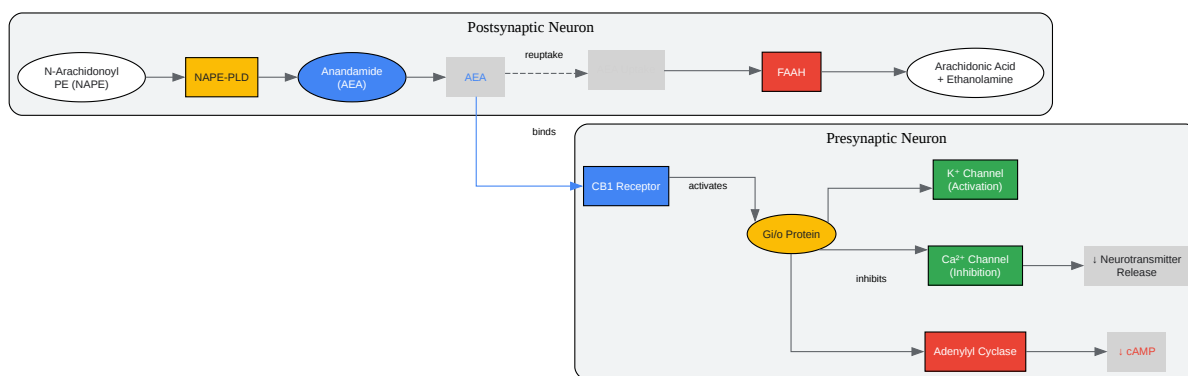 Postsynaptic Neuron
N-Arachidonoyl
PE (NAPE)
NAPE-PLD
Anandamide
(AEA)
AEA
reuptake
FAAH
Arachidonic Acid
+ Ethanolamine
binds
Presynaptic Neuron
CB1 Receptor
activates
Gi/o Protein
K⁺ Channel
(Activation)
inhibits
Ca²⁺ Channel
(Inhibition)
↓ Neurotransmitter
Release
Adenylyl Cyclase
↓ cAMP